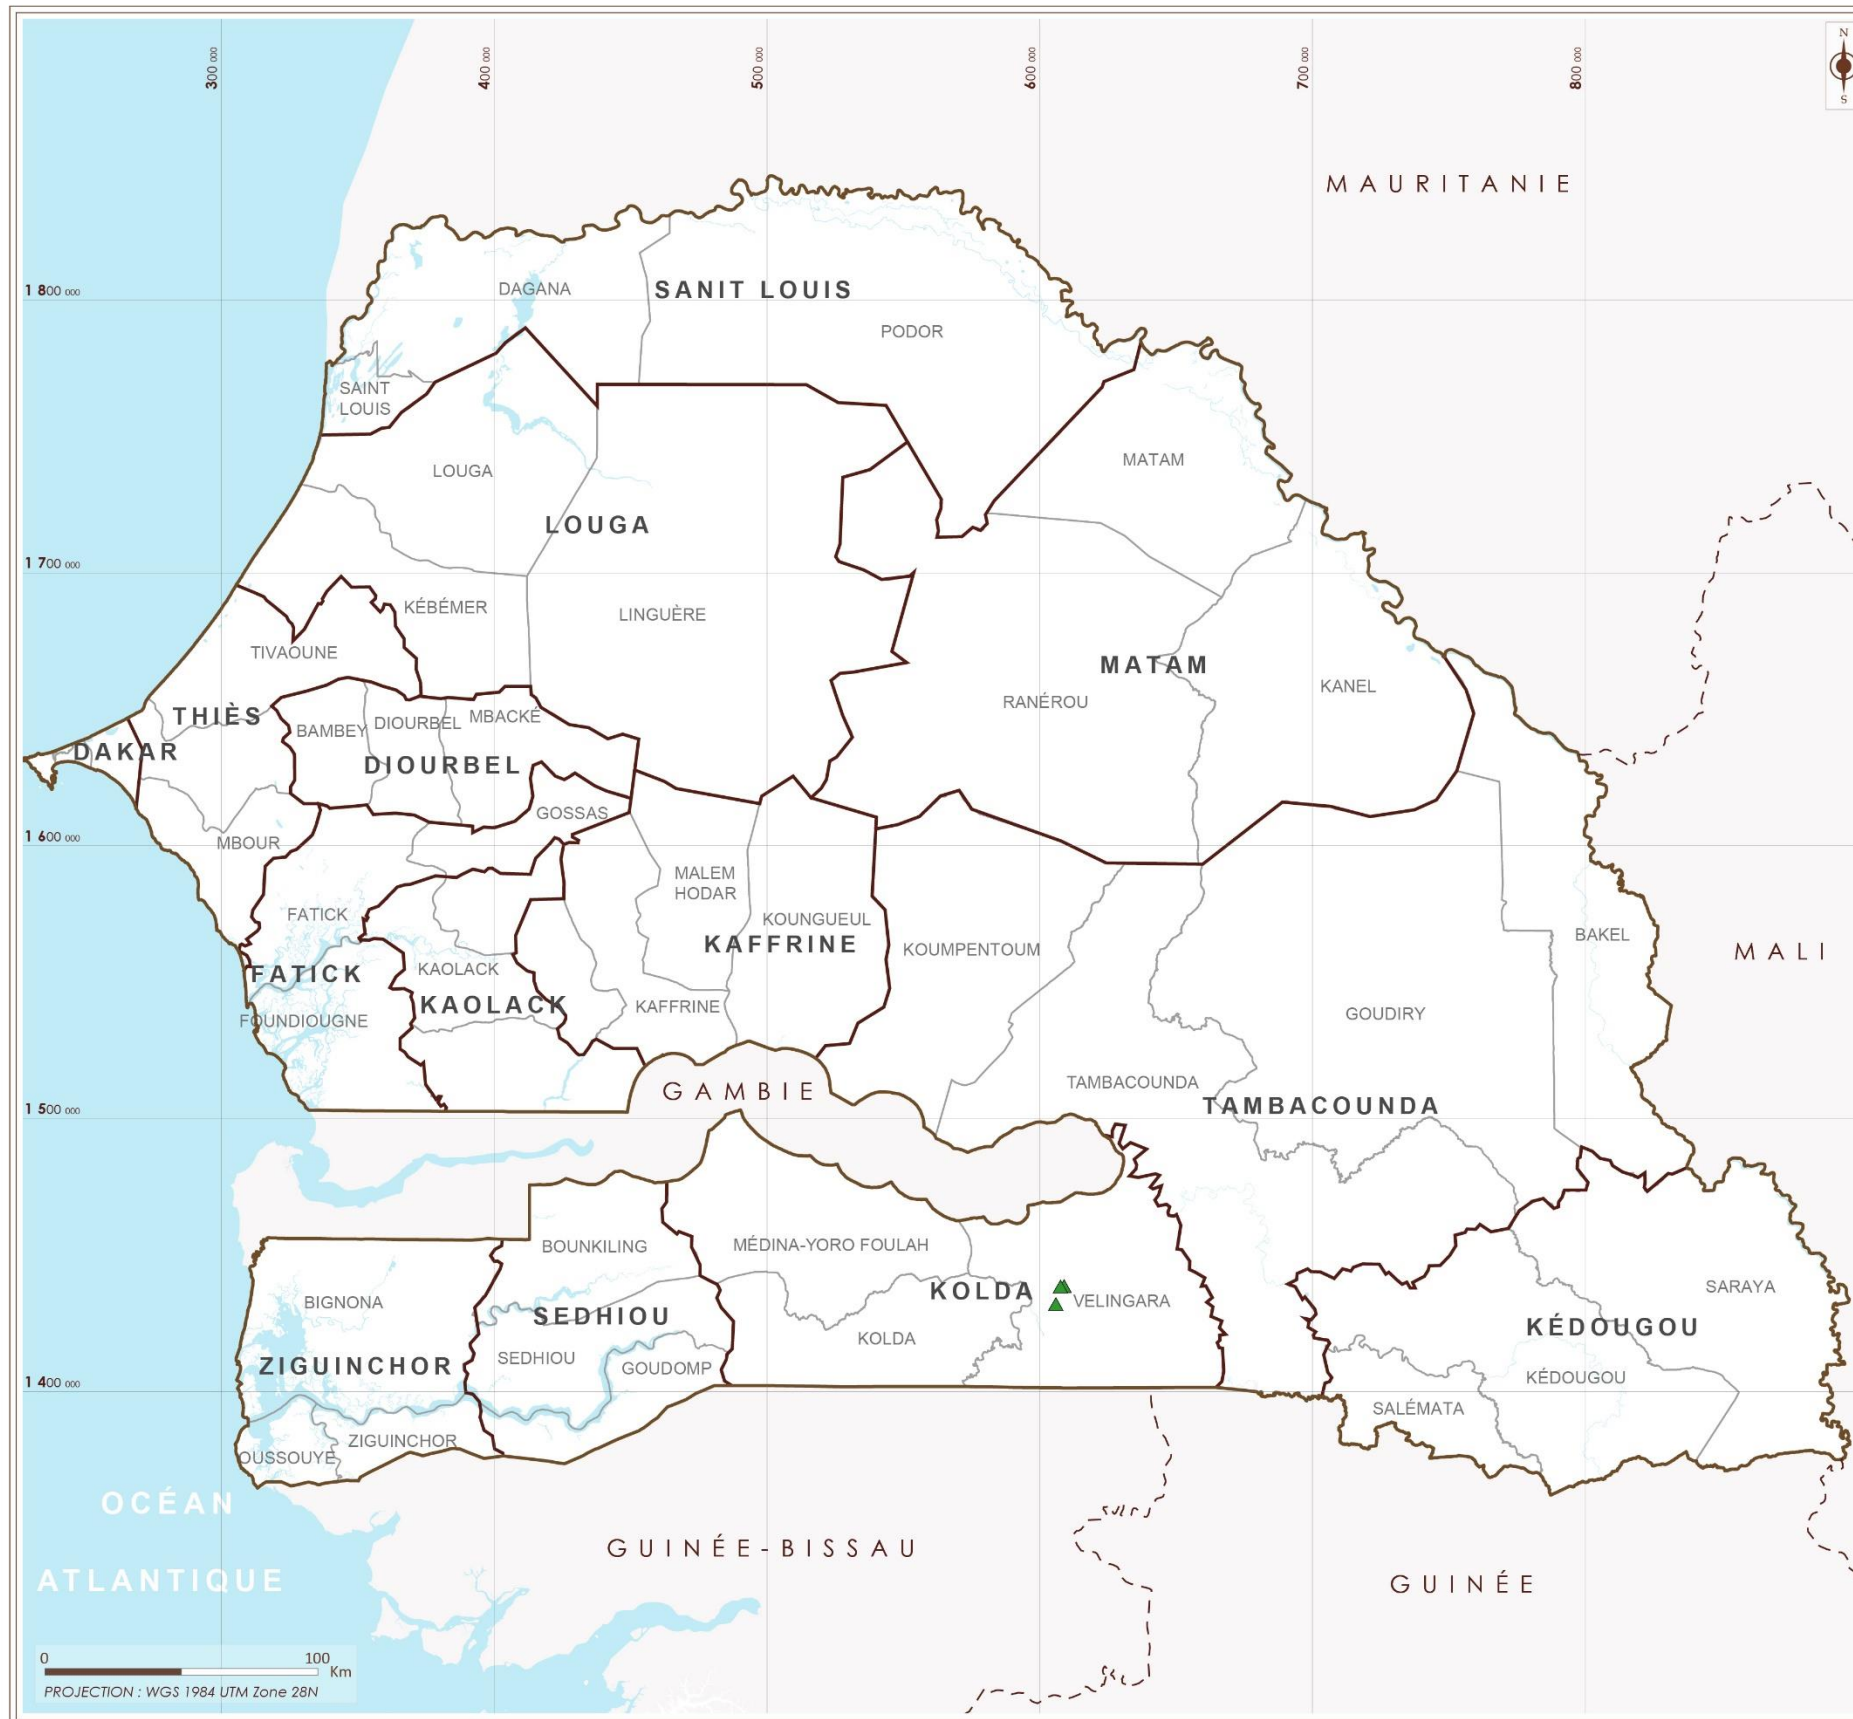 300 000
400 000
500 000
600 000
700 000
800 000
N
S
MAURITANIE
1 800 000
DAGANA
SANIT LOUIS
PODOR
SAINT
LOUIS
MATAM
LOUGA
LOUGA
1 700 000
KÉBÉMER
LINGUÈRE
TIVAOUNE
MATAM
KANEL
RANÉROU
THIÈS
BAMBEY
DIOURBEL
MBACKÉ
DAKAR
DIOURBEL
GOSSAS
1 600 000
MBOUR
MALEM
HODAR
FATICK
KOUNGUEUL
KAFFRINE
KOUMPENTOUM
BAKEL
MALI
FATICK
KAOLACK
KAOLACK
KAFFRINE
FOUNDIOUGNE
GOUDIRY
GAMBIE
TAMBACOUNDA
TAMBACOUNDA
1 500 000
BOUNKILING
MÉDINA-YORO FOULAH
SARAYA
BIGNONA
KOLDA
VELINGARA
SEDHIOU
KÉDOUGOU
KOLDA
SEDHIOU
GOUDOMP
ZIGUINCHOR
KÉDOUGOU
1 400 000
SALÉMATA
ZIGUINCHOR
OUSSOUYE
OCÉAN
ATLANTIQUE
GUINÉE-BISSAU
GUINÉE
0 100
Km
PROJECTION : WGS 1984 UTM Zone 28N